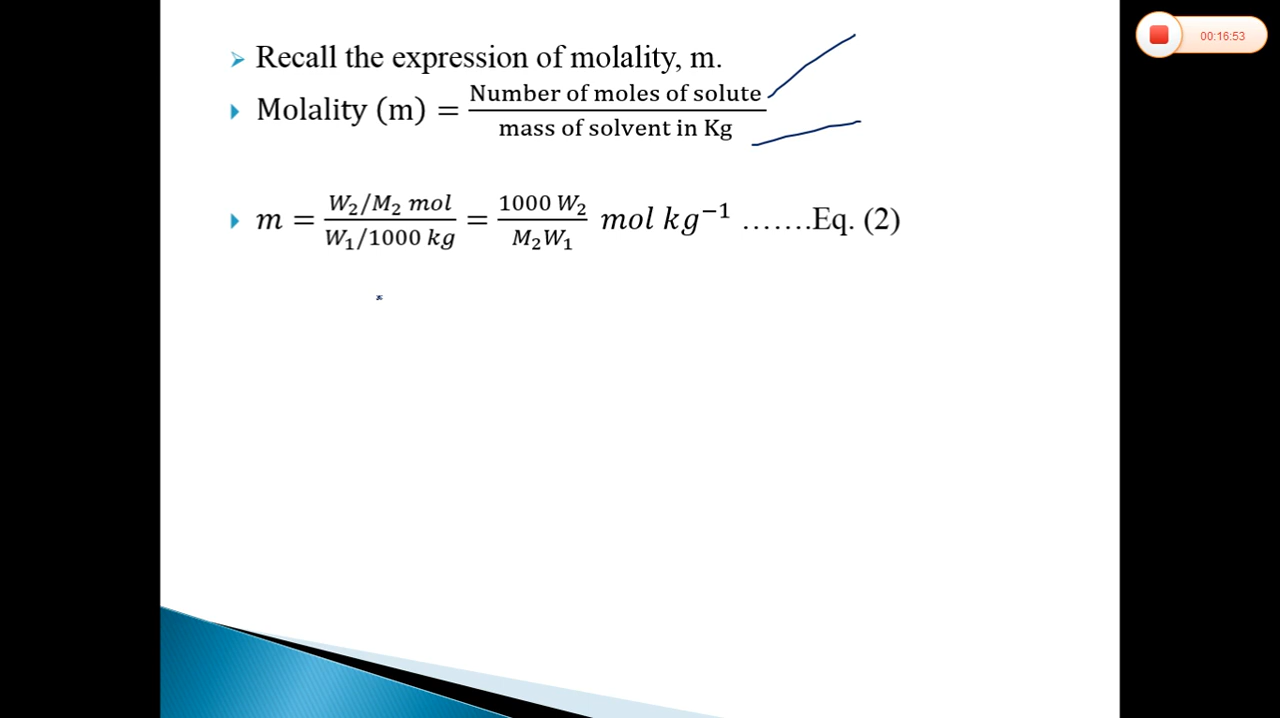 Recall the expression of molality, m.
Molality (m) = Number of moles of solute / mass of solvent in Kg
m = W₂/M₂ mol / W₁/1000 kg = 1000 W₂ / M₂W₁ mol kg⁻¹ .......Eq. (2)
00:16:53